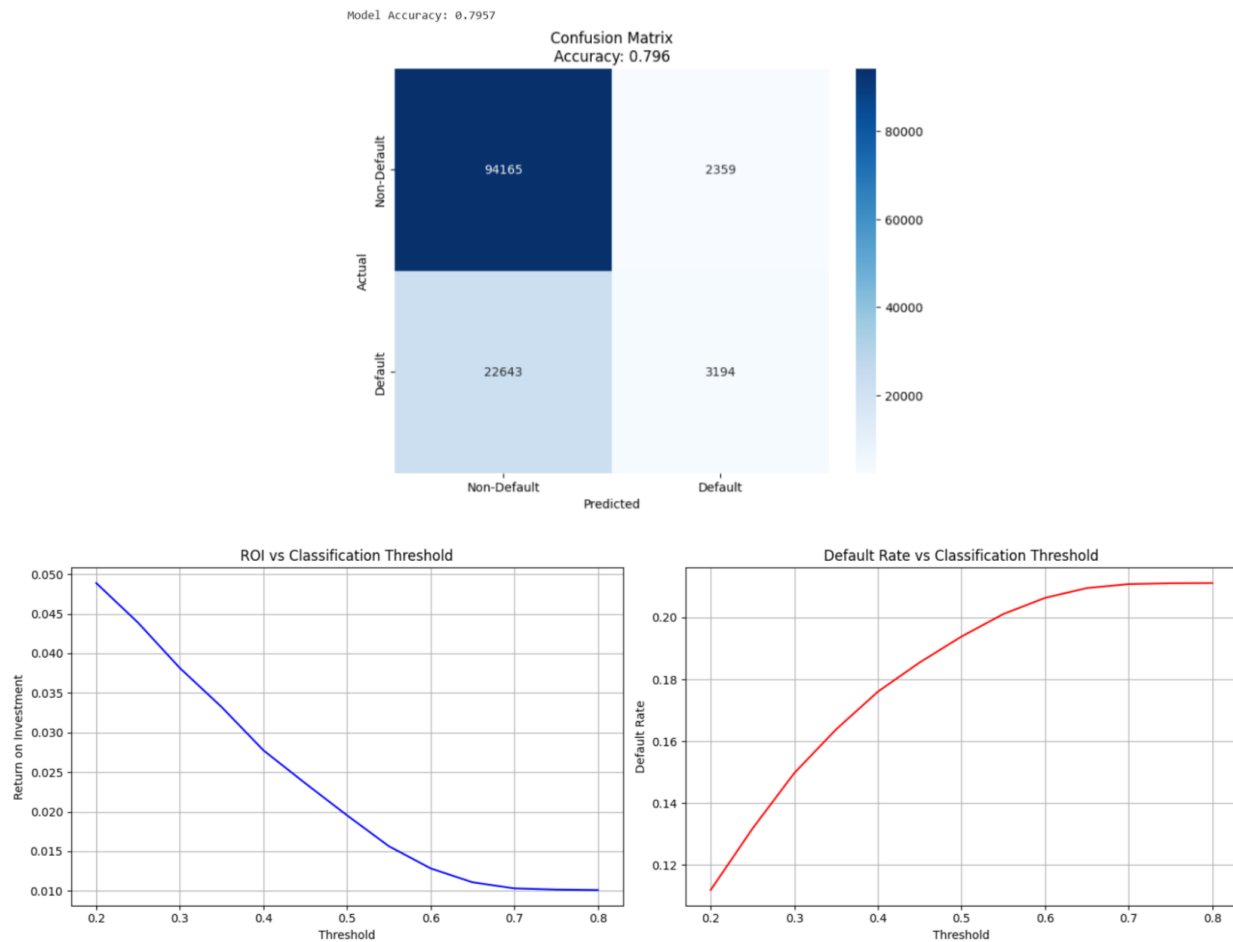 Model Accuracy: 0.7957
Confusion Matrix
Accuracy: 0.796
Non-Default
94165
2359
Actual
Default
22643
3194
Non-Default
Default
Predicted
80000
60000
40000
20000
ROI vs Classification Threshold
Return on Investment
0.050
0.045
0.040
0.035
0.030
0.025
0.020
0.015
0.010
0.2
0.3
0.4
0.5
0.6
0.7
0.8
Threshold
Default Rate vs Classification Threshold
Default Rate
0.20
0.18
0.16
0.14
0.12
0.2
0.3
0.4
0.5
0.6
0.7
0.8
Threshold